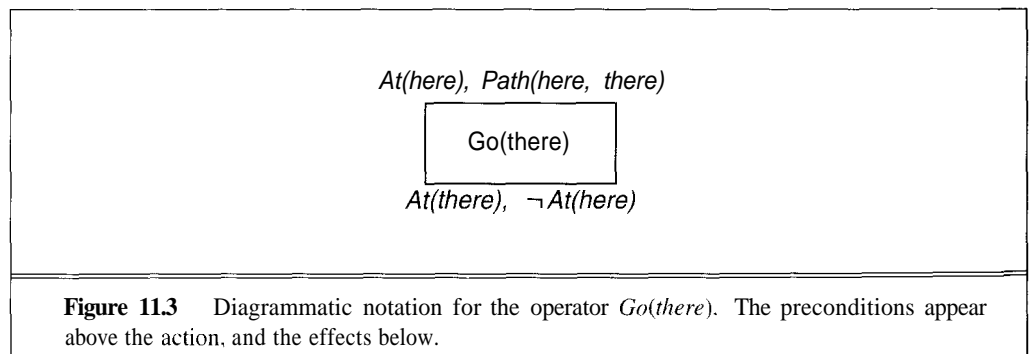 At(here), Path(here, there)
Go(there)
At(there), ¬At(here)
Figure 11.3 Diagrammatic notation for the operator Go(there). The preconditions appear
above the action, and the effects below.